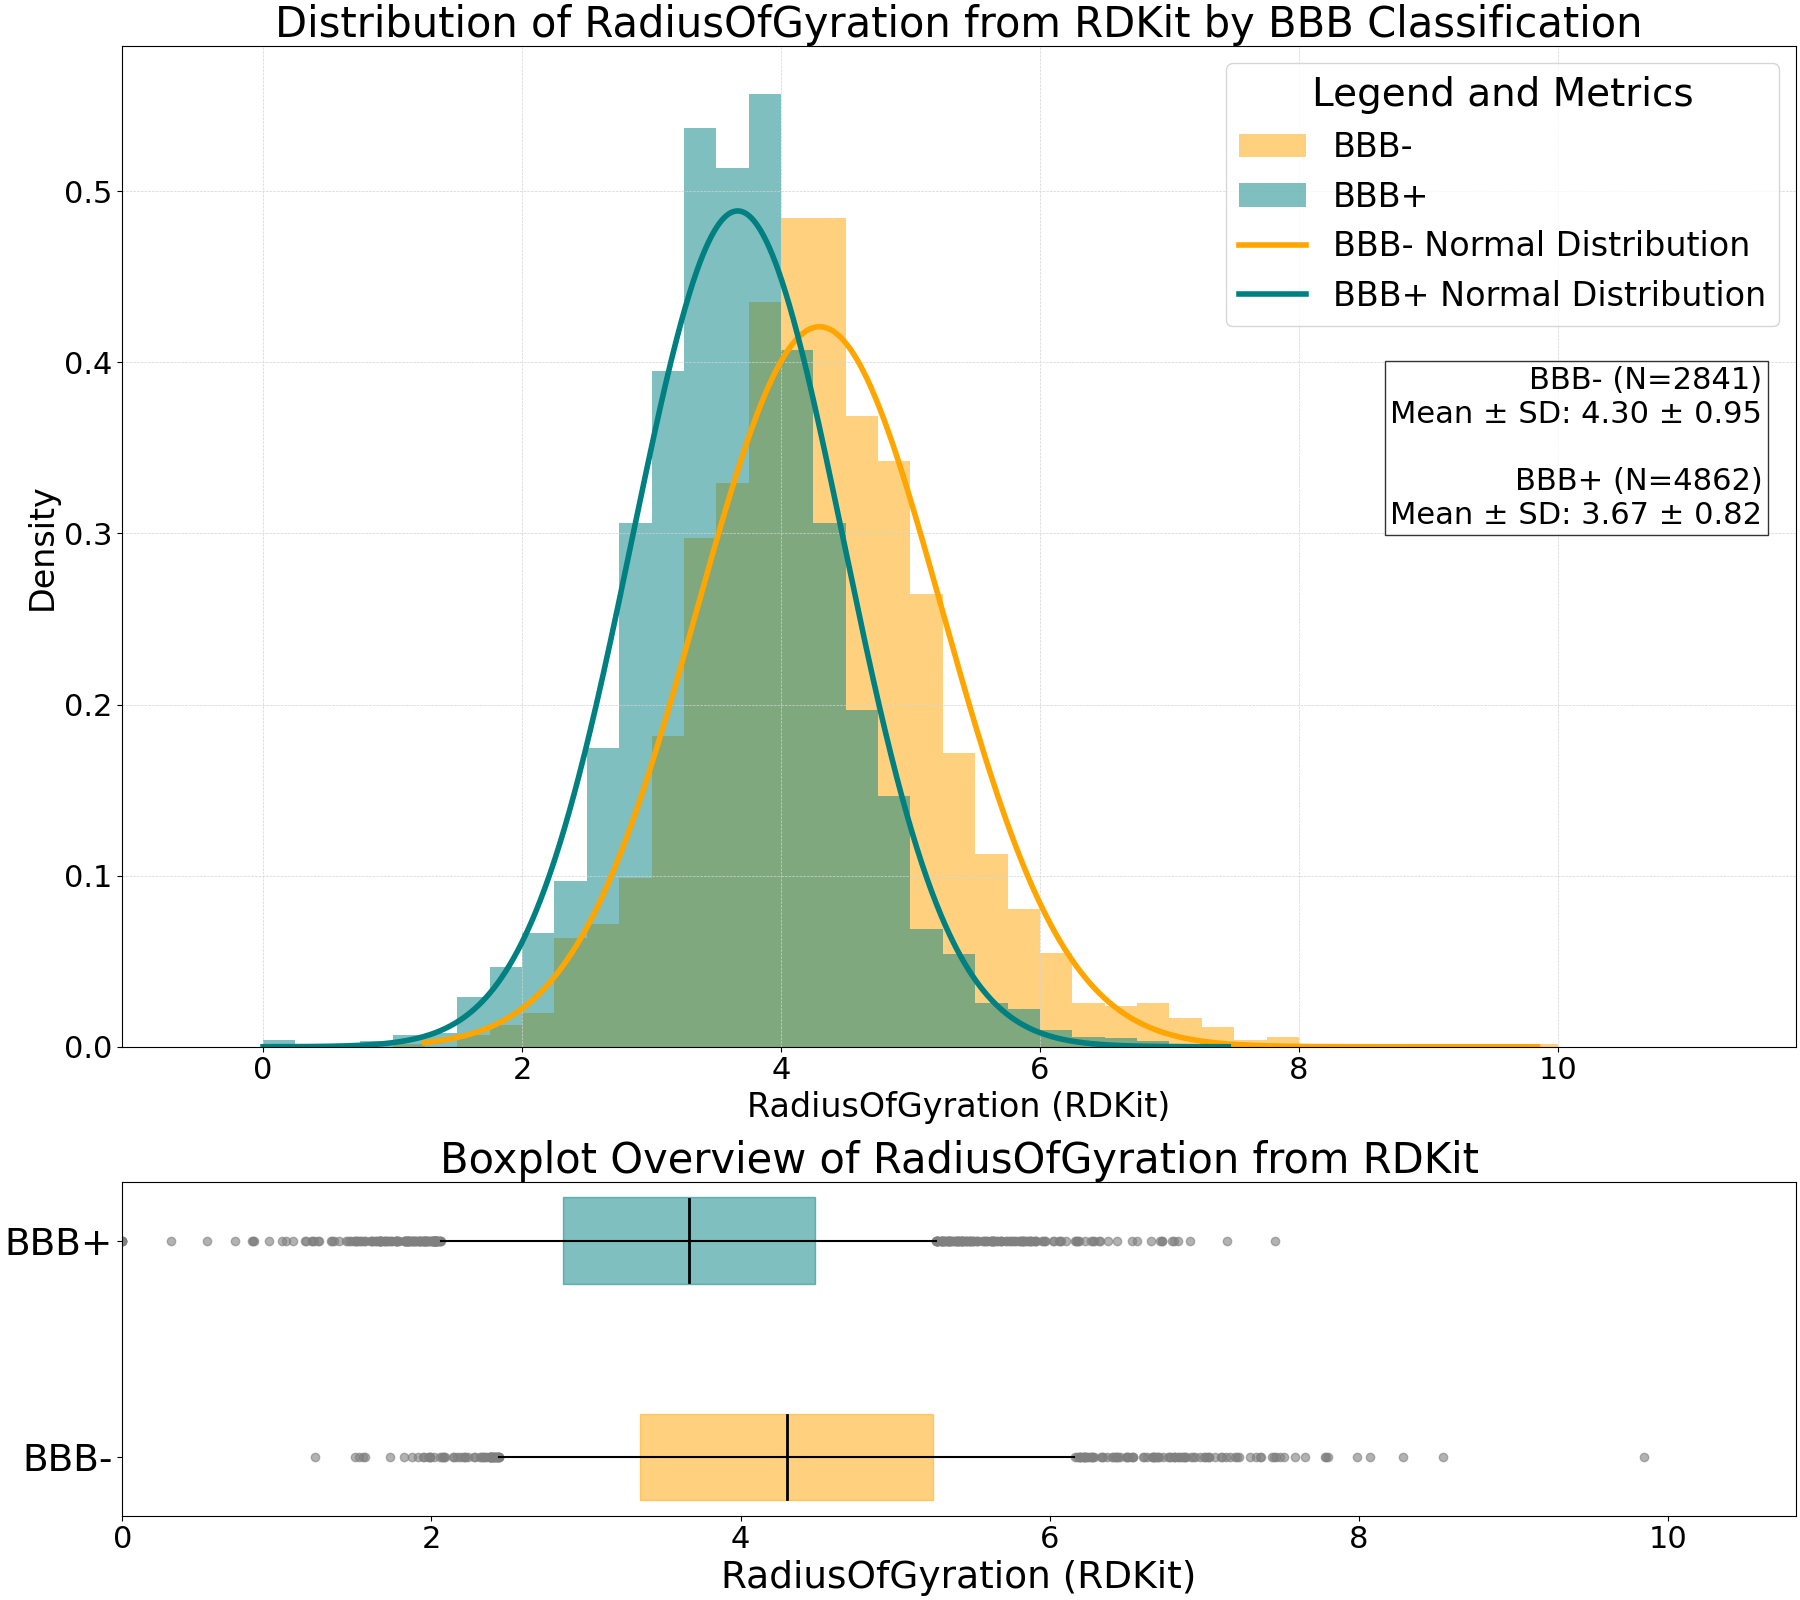 Distribution of RadiusOfGyration from RDKit by BBB Classification
Legend and Metrics
BBB-
BBB+
BBB- Normal Distribution
BBB+ Normal Distribution
BBB- (N=2841)
Mean ± SD: 4.30 ± 0.95
BBB+ (N=4862)
Mean ± SD: 3.67 ± 0.82
Density
0.5
0.4
0.3
0.2
0.1
0.0
0 2 4 6 8 10
RadiusOfGyration (RDKit)
Boxplot Overview of RadiusOfGyration from RDKit
BBB+
BBB-
0 2 4 6 8 10
RadiusOfGyration (RDKit)